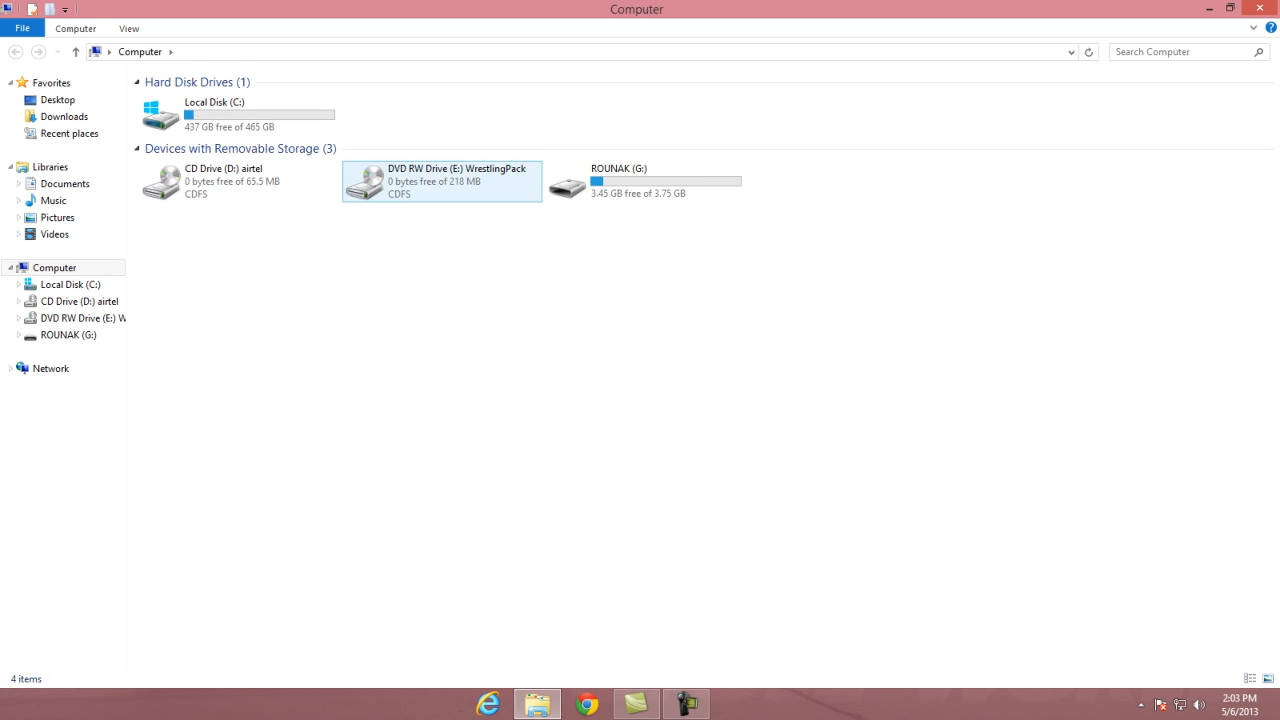 Computer
File Computer View
Computer
Search Computer
Favorites
Desktop
Downloads
Recent places
Libraries
Documents
Music
Pictures
Videos
Computer
Local Disk (C:)
CD Drive (D:) airtel
DVD RW Drive (E:) W
ROUNAK (G:)
Network
Hard Disk Drives (1)
Local Disk (C:)
437 GB free of 465 GB
Devices with Removable Storage (3)
CD Drive (D:) airtel
0 bytes free of 65.5 MB
CDFS
DVD RW Drive (E:) WrestlingPack
0 bytes free of 218 MB
CDFS
ROUNAK (G:)
3.45 GB free of 3.75 GB
4 items
2:03 PM
5/6/2013